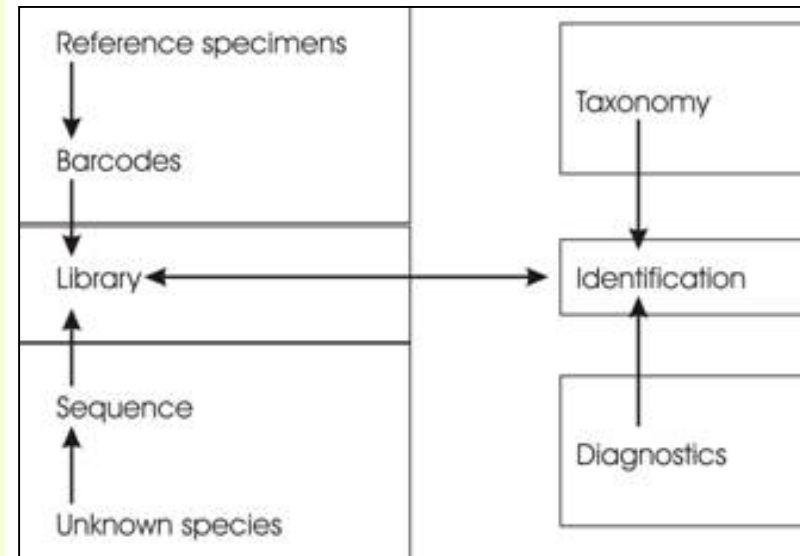 Reference specimens
Barcodes
Library
Sequence
Unknown species
Taxonomy
Identification
Diagnostics